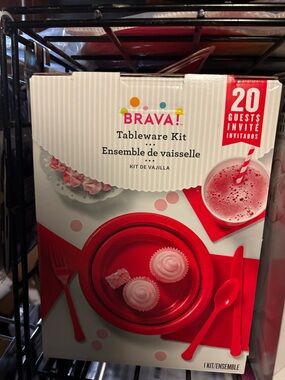 BRAVA!
Tableware Kit
Ensemble de vaisselle
KIT DE VAJILLA
20
GUESTS
INVITÉ
INVITADOS
1 KIT/ENSEMBLE